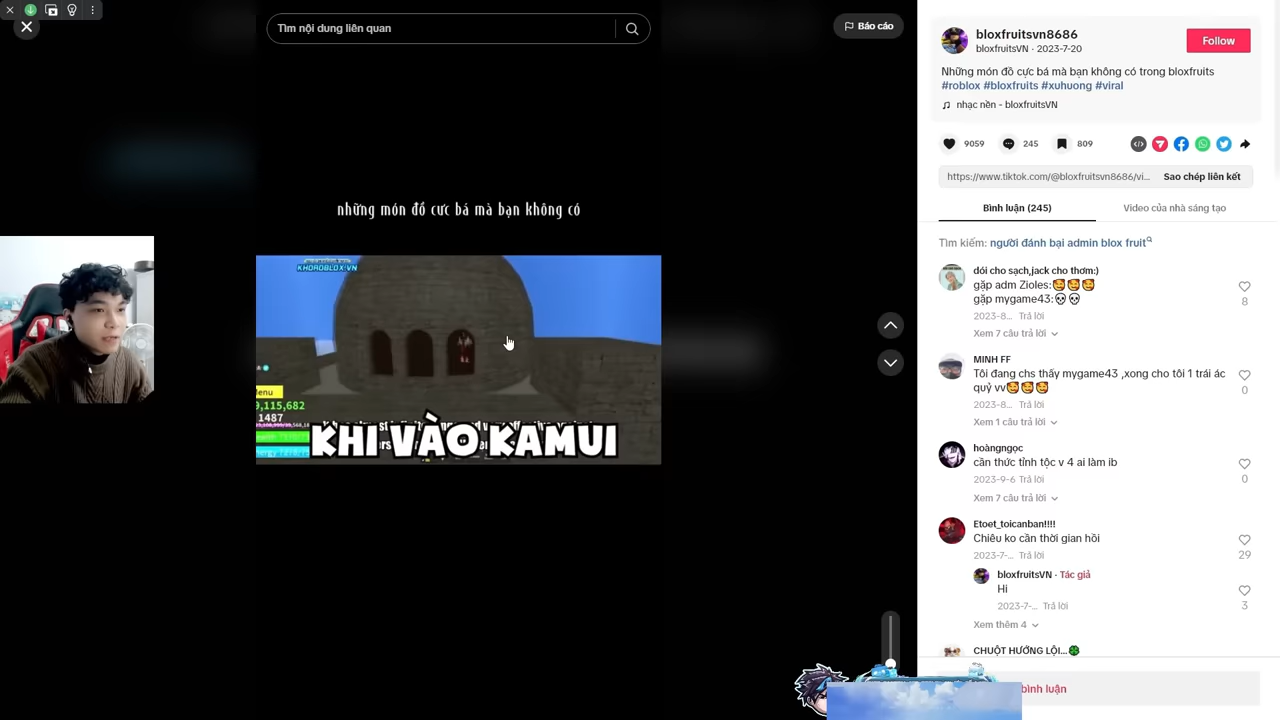 Tìm nội dung liên quan
Báo cáo
những món đồ cực bá mà bạn không có
KHORDBLOX.VN
Menu
9,115,682
1487
KHI VÀO KAMUI
bloxfruitsvn8686
bloxfruitsVN · 2023-7-20
Follow
Những món đồ cực bá mà bạn không có trong bloxfruits
#roblox #bloxfruits #xuhuong #viral
nhạc nền - bloxfruitsVN
9059
245
809
https://www.tiktok.com/@bloxfruitsvn8686/vi...
Sao chép liên kết
Bình luận (245)
Video của nhà sáng tạo
Tìm kiếm: người đánh bại admin blox fruit
dói cho sạch,jack cho thơm:)
gặp adm Zioles:🥰🥰🥰
gặp mygame43:💀💀
2023-8... Trả lời
8
Xem 7 câu trả lời
MINH FF
Tôi đang chs thấy mygame43 ,xong cho tôi 1 trái ác
quỷ vv🥰🥰🥰
2023-8... Trả lời
0
Xem 1 câu trả lời
hoàngngọc
cần thức tỉnh tộc v 4 ai làm ib
2023-9-6 Trả lời
0
Xem 7 câu trả lời
Etoet_toicanban!!!!
Chiêu ko cần thời gian hồi
2023-7-... Trả lời
29
bloxfruitsVN · Tác giả
Hi
2023-7-... Trả lời
3
Xem thêm 4
CHUỘT HƯỚNG LỘI...🍀
bình luận